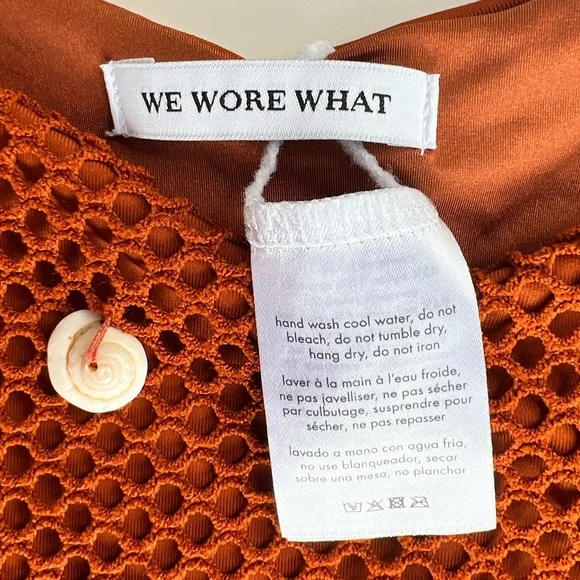 WE WORE WHAT
hand wash cool water, do not
bleach, do not tumble dry,
hang dry, do not iron
laver à la main à l'eau froide,
ne pas javelliser, ne pas sécher
par culbutage, suspendre pour
sécher, ne pas repasser
lavado a mano con agua fria,
no use blanqueador, secar
sobre una mesa, no planchar